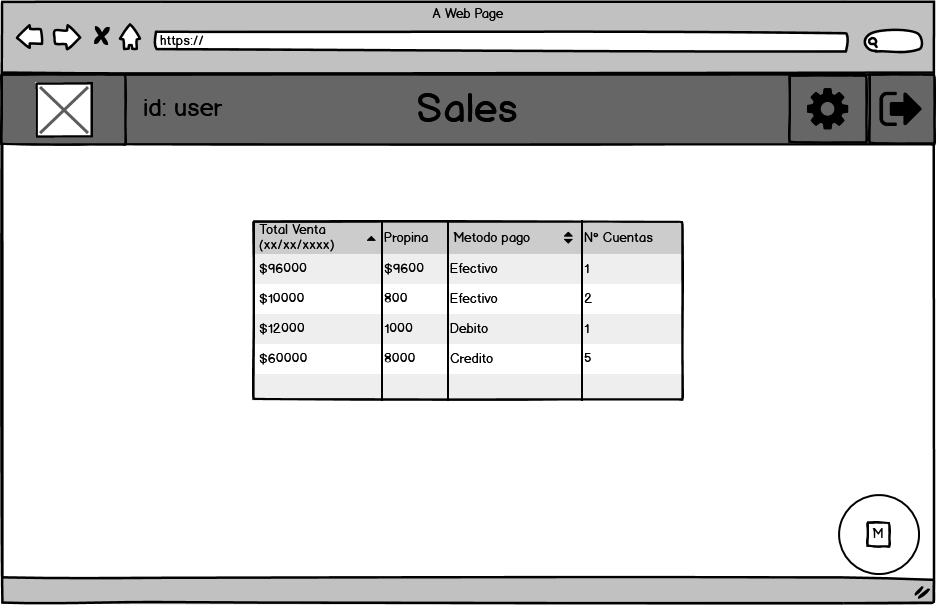 A Web Page
https://
id: user
Sales
Total Venta
(xx/xx/xxxx)
Propina
Metodo pago
N° Cuentas
$96000 $9600 Efectivo 1
$10000 800 Efectivo 2
$12000 1000 Debito 1
$60000 8000 Credito 5
M